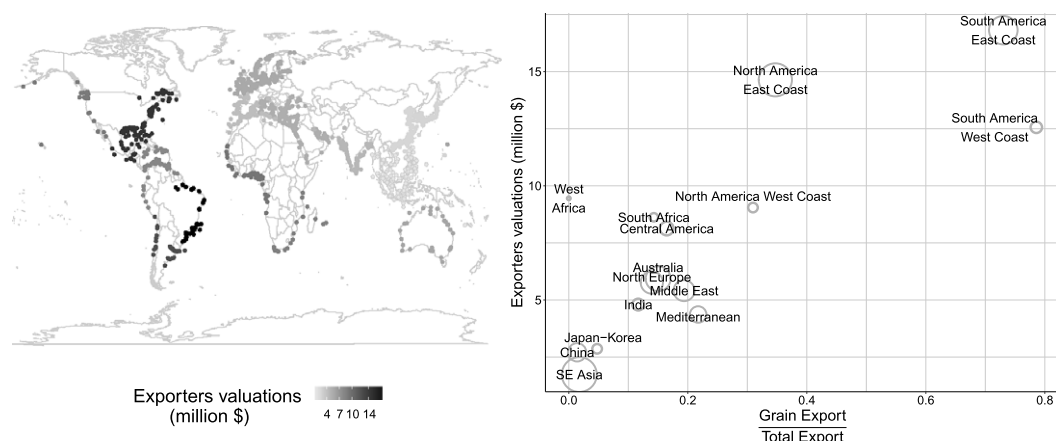 Exporters valuations
(million $)
4 7 10 14
Exporters valuations (million $)
15
10
5
0.0 0.2 0.4 0.6 0.8
Grain Export
Total Export
South America
East Coast
North America
East Coast
South America
West Coast
West
Africa
North America West Coast
South Africa
Central America
Australia
North Europe
Middle East
India
Mediterranean
Japan−Korea
China
SE Asia